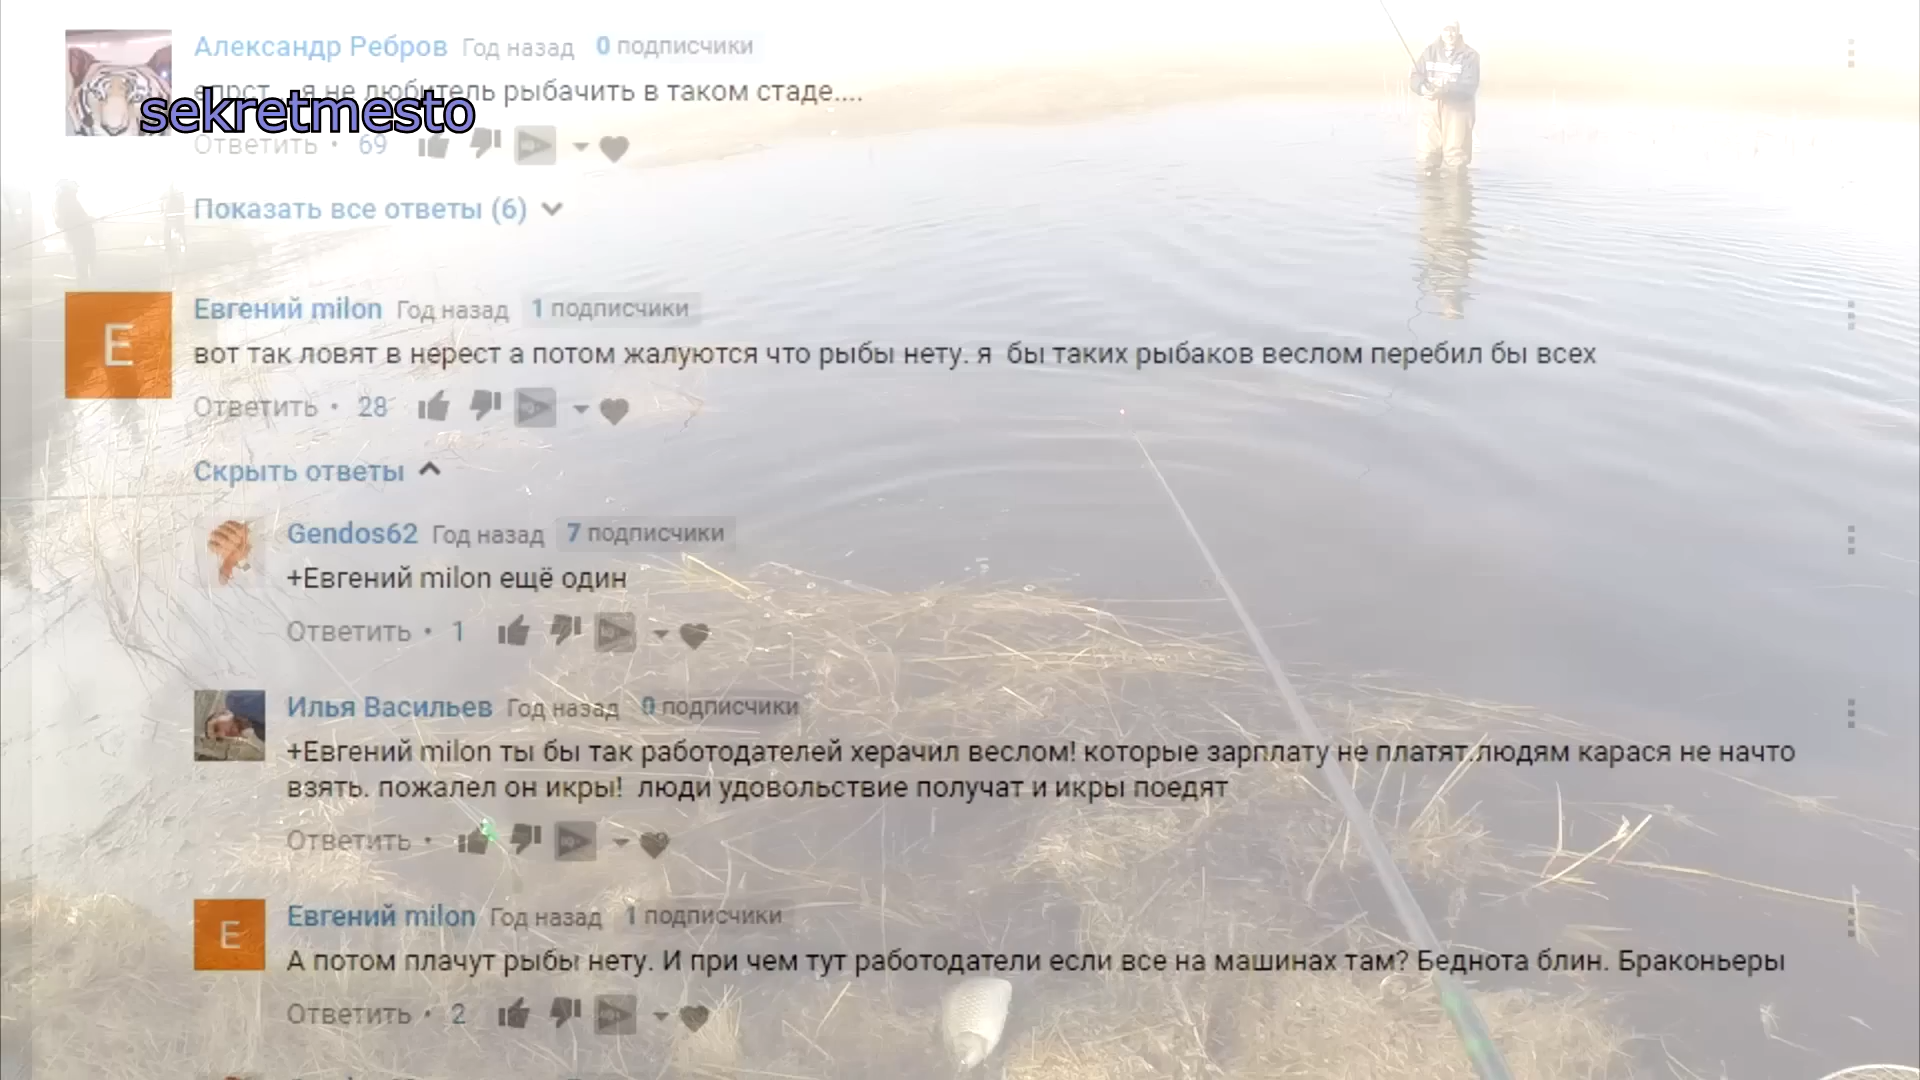 Александр Ребров Год назад 0 подписчики
я не любитель рыбачить в таком стаде....
sekretmesto
Ответить • 69
Показать все ответы (6)
E
Евгений milon Год назад 1 подписчики
вот так ловят в нерест а потом жалуются что рыбы нету. я бы таких рыбаков веслом перебил бы всех
Ответить • 28
Скрыть ответы
Gendos62 Год назад 7 подписчики
+Евгений milon ещё один
Ответить • 1
Илья Васильев Год назад 0 подписчики
+Евгений milon ты бы так работодателей херачил веслом! которые зарплату не платят.людям карася не начто
взять. пожалел он икры! люди удовольствие получат и икры поедят
Ответить •
E
Евгений milon Год назад 1 подписчики
А потом плачут рыбы нету. И при чем тут работодатели если все на машинах там? Беднота блин. Браконьеры
Ответить • 2